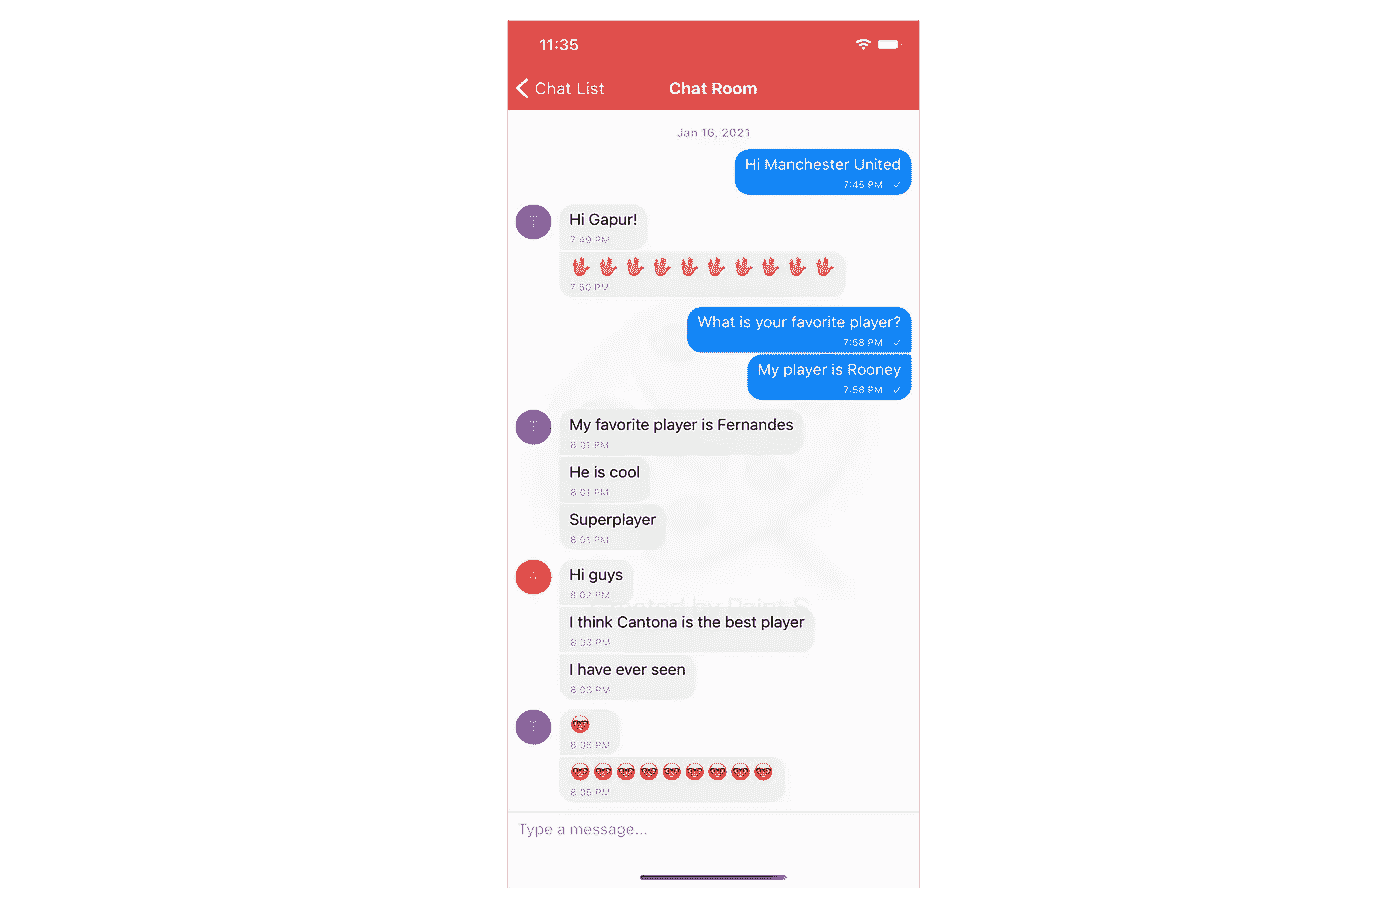 11:35
Chat List
Chat Room
Jan 16, 2021
Hi Manchester United
7:45 PM ✓
Hi Gapur!
7:49 PM
7:50 PM
What is your favorite player?
7:58 PM ✓
My player is Rooney
7:58 PM ✓
My favorite player is Fernandes
8:01 PM
He is cool
8:01 PM
Superplayer
8:01 PM
Hi guys
8:02 PM
I think Cantona is the best player
8:03 PM
I have ever seen
8:03 PM
PM
PM
Type a message...